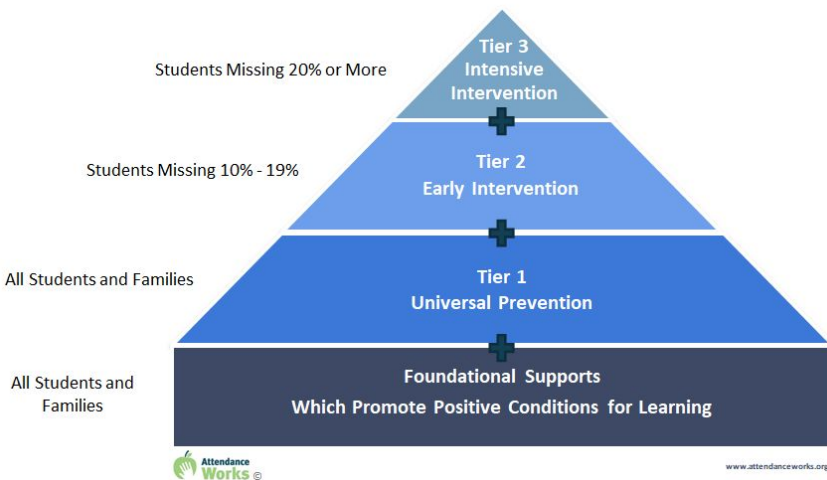 Tier 3
Intensive
Intervention
Students Missing 20% or More
Tier 2
Early Intervention
Students Missing 10% - 19%
Tier 1
Universal Prevention
All Students and Families
Foundational Supports
Which Promote Positive Conditions for Learning
All Students and
Families
Attendance
Works ©
www.attendanceworks.org